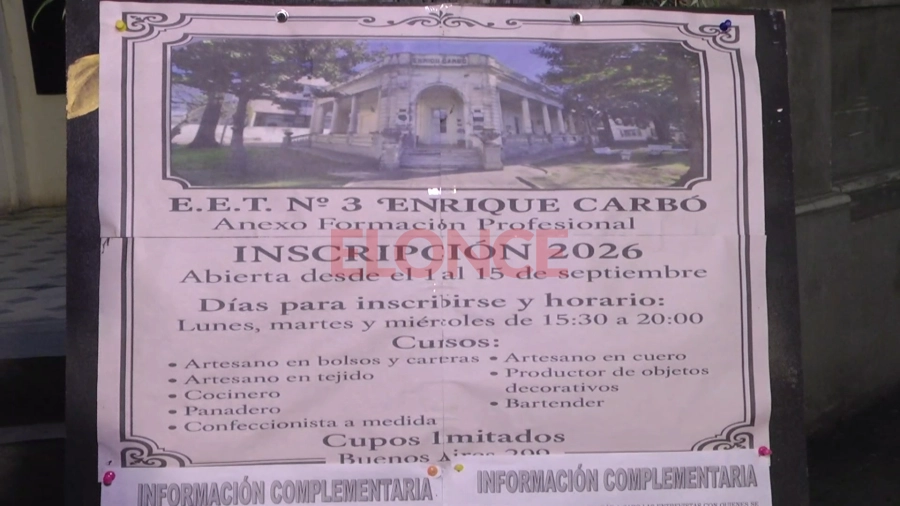 ENRIQUE CARBÓ
E.E.T. Nº 3 ENRIQUE CARBÓ
Anexo Formación Profesional
INSCRIPCIÓN 2026
ELONCE
Abierta desde el 1 al 15 de septiembre
Días para inscribirse y horario:
Lunes, martes y miércoles de 15:30 a 20:00
Cursos:
• Artesano en bolsos y carteras
• Artesano en tejido
• Cocinero
• Panadero
• Confeccionista a medida
• Artesano en cuero
• Productor de objetos
decorativos
• Bartender
Cupos limitados
Buenos Aires
INFORMACIÓN COMPLEMENTARIA
INFORMACIÓN COMPLEMENTARIA